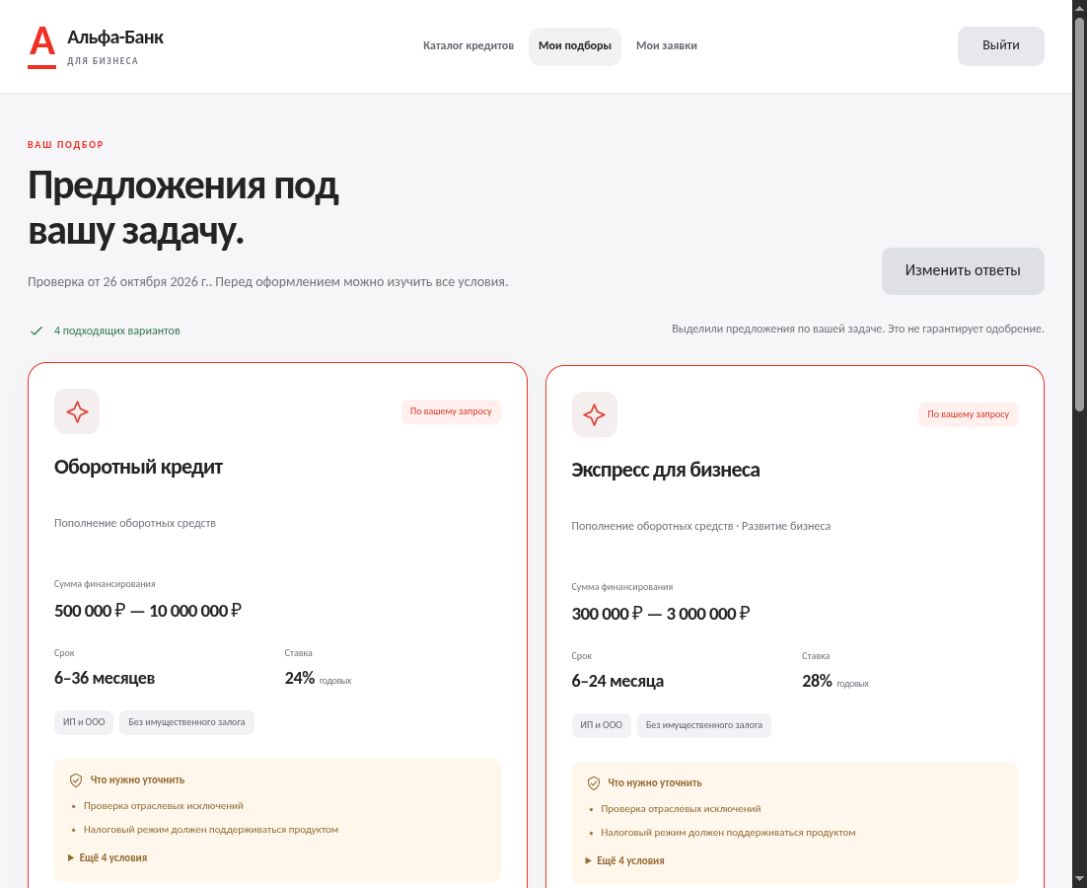 А Альфа-Банк
ДЛЯ БИЗНЕСА
Каталог кредитов
Мои подборы
Мои заявки
Выйти
ВАШ ПОДБОР
Предложения под
вашу задачу.
Проверка от 26 октября 2026 г.. Перед оформлением можно изучить все условия.
Изменить ответы
4 подходящих вариантов
Выделили предложения по вашей задаче. Это не гарантирует одобрение.
По вашему запросу
Оборотный кредит
Пополнение оборотных средств
Сумма финансирования
500 000 ₽ — 10 000 000 ₽
Срок
Ставка
6–36 месяцев
24% годовых
ИП и ООО
Без имущественного залога
Что нужно уточнить
• Проверка отраслевых исключений
• Налоговый режим должен поддерживаться продуктом
Ещё 4 условия
По вашему запросу
Экспресс для бизнеса
Пополнение оборотных средств · Развитие бизнеса
Сумма финансирования
300 000 ₽ — 3 000 000 ₽
Срок
Ставка
6–24 месяца
28% годовых
ИП и ООО
Без имущественного залога
Что нужно уточнить
• Проверка отраслевых исключений
• Налоговый режим должен поддерживаться продуктом
Ещё 4 условия